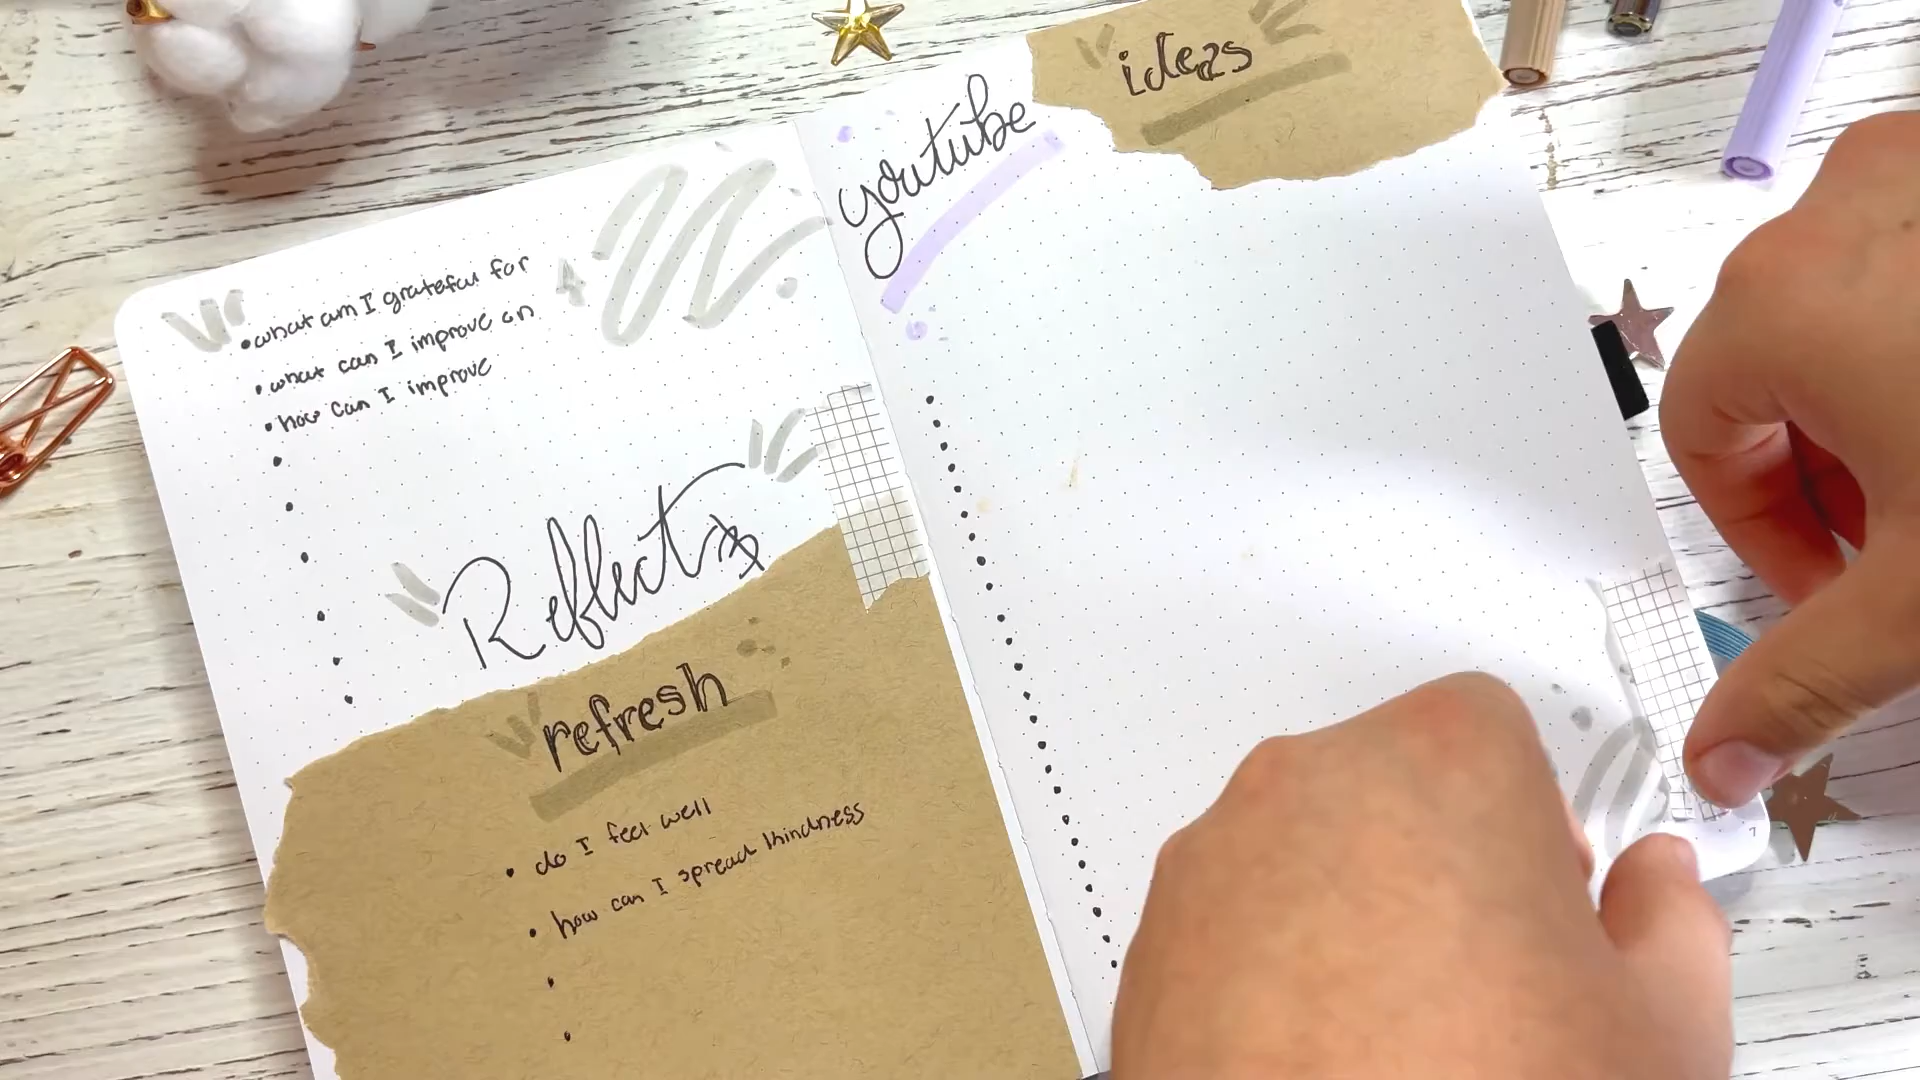 • what am I grateful for
• what can I improve on
• how can I improve
Reflect
refresh
• do I feel well
• how can I spread kindness
youtube
ideas
7